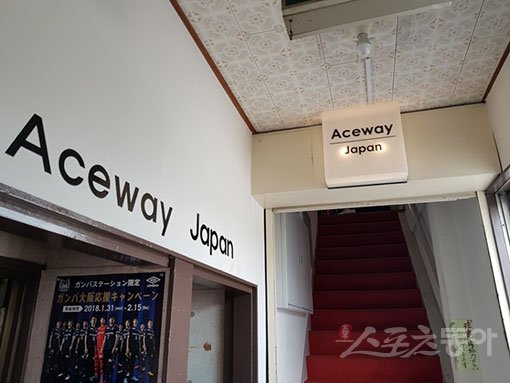 Aceway Japan
Aceway
Japan
ガンバステーション限定
ガンバ大阪応援キャンペーン
2018.1.31 - 2.15
umbro
스포츠동아